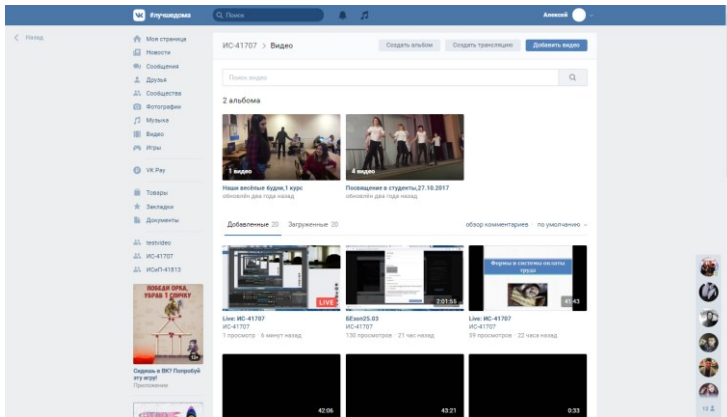 #лучшедома
Поиск
Алексей
Назад
Моя страница
Новости
Сообщения
Друзья
Сообщества
Фотографии
Музыка
Видео
Игры
VK Pay
Товары
Закладки
Документы
testvideo
ИС-41707
ИСиП-41813
ПОБЕДИ ОРКА,
УБРАВ 1 СПИЧКУ
Сидишь в ВК? Попробуй
эту игру!
Приложение
ИС-41707 > Видео
Создать альбом
Создать трансляцию
Добавить видео
Поиск видео
2 альбома
1 видео
4 видео
Наши весёлые будни,1 курс
обновлён два года назад
Посвящение в студенты,27.10.2017
обновлён два года назад
Добавленные 20 Загруженные 20
обзор комментариев по умолчанию
LIVE
2:01:55
Формы и системы оплаты
труда
41:43
Live: ИС-41707
ИС-41707
1 просмотр · 6 минут назад
БЕзоп25.03
ИС-41707
130 просмотров · 21 час назад
Live: ИС-41707
ИС-41707
59 просмотров · 22 часа назад
42:06
43:21
0:33
13